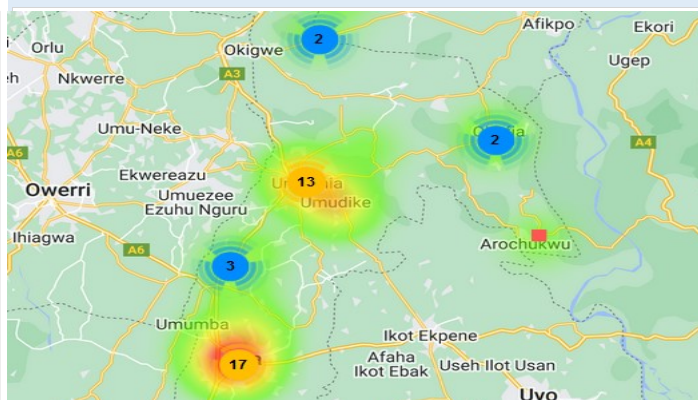 Afikpo
Ekori
2
Orlu
Okigwe
Ugep
Nkwerre
A3
Umu-Neke
2
A4
A6
Ekwereazu
13
Owerri
Umuezee
Ezuhu Nguru
Umudike
Ihiagwa
A6
Arochukwu
3
Umumba
Ikot Ekpene
17
Afaha
Ikot Ebak
Useh Ilot Usan
Uyo